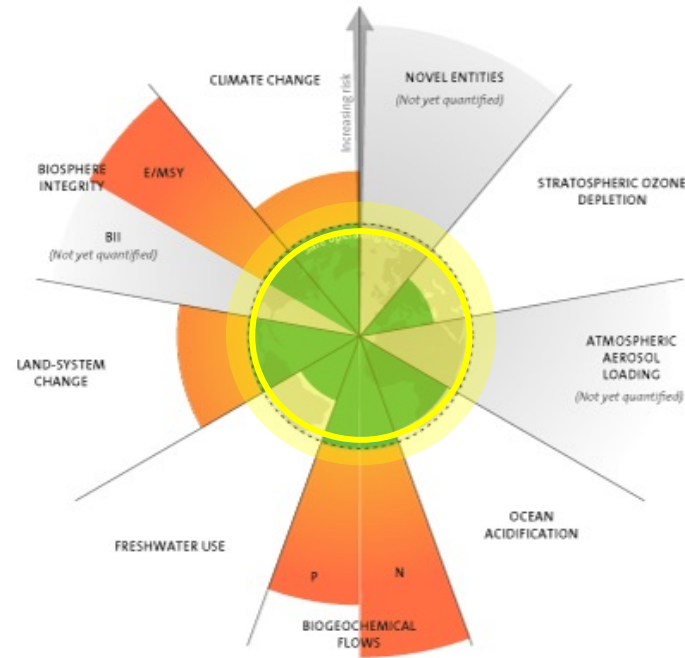 CLIMATE CHANGE
Increasing risk
NOVEL ENTITIES
(Not yet quantified)
BIOSPHERE
INTEGRITY
E/MSY
STRATOSPHERIC OZONE
DEPLETION
BII
(Not yet quantified)
LAND-SYSTEM
CHANGE
ATMOSPHERIC
AEROSOL
LOADING
(Not yet quantified)
FRESHWATER USE
OCEAN
ACIDIFICATION
P
N
BIOGEOCHEMICAL
FLOWS